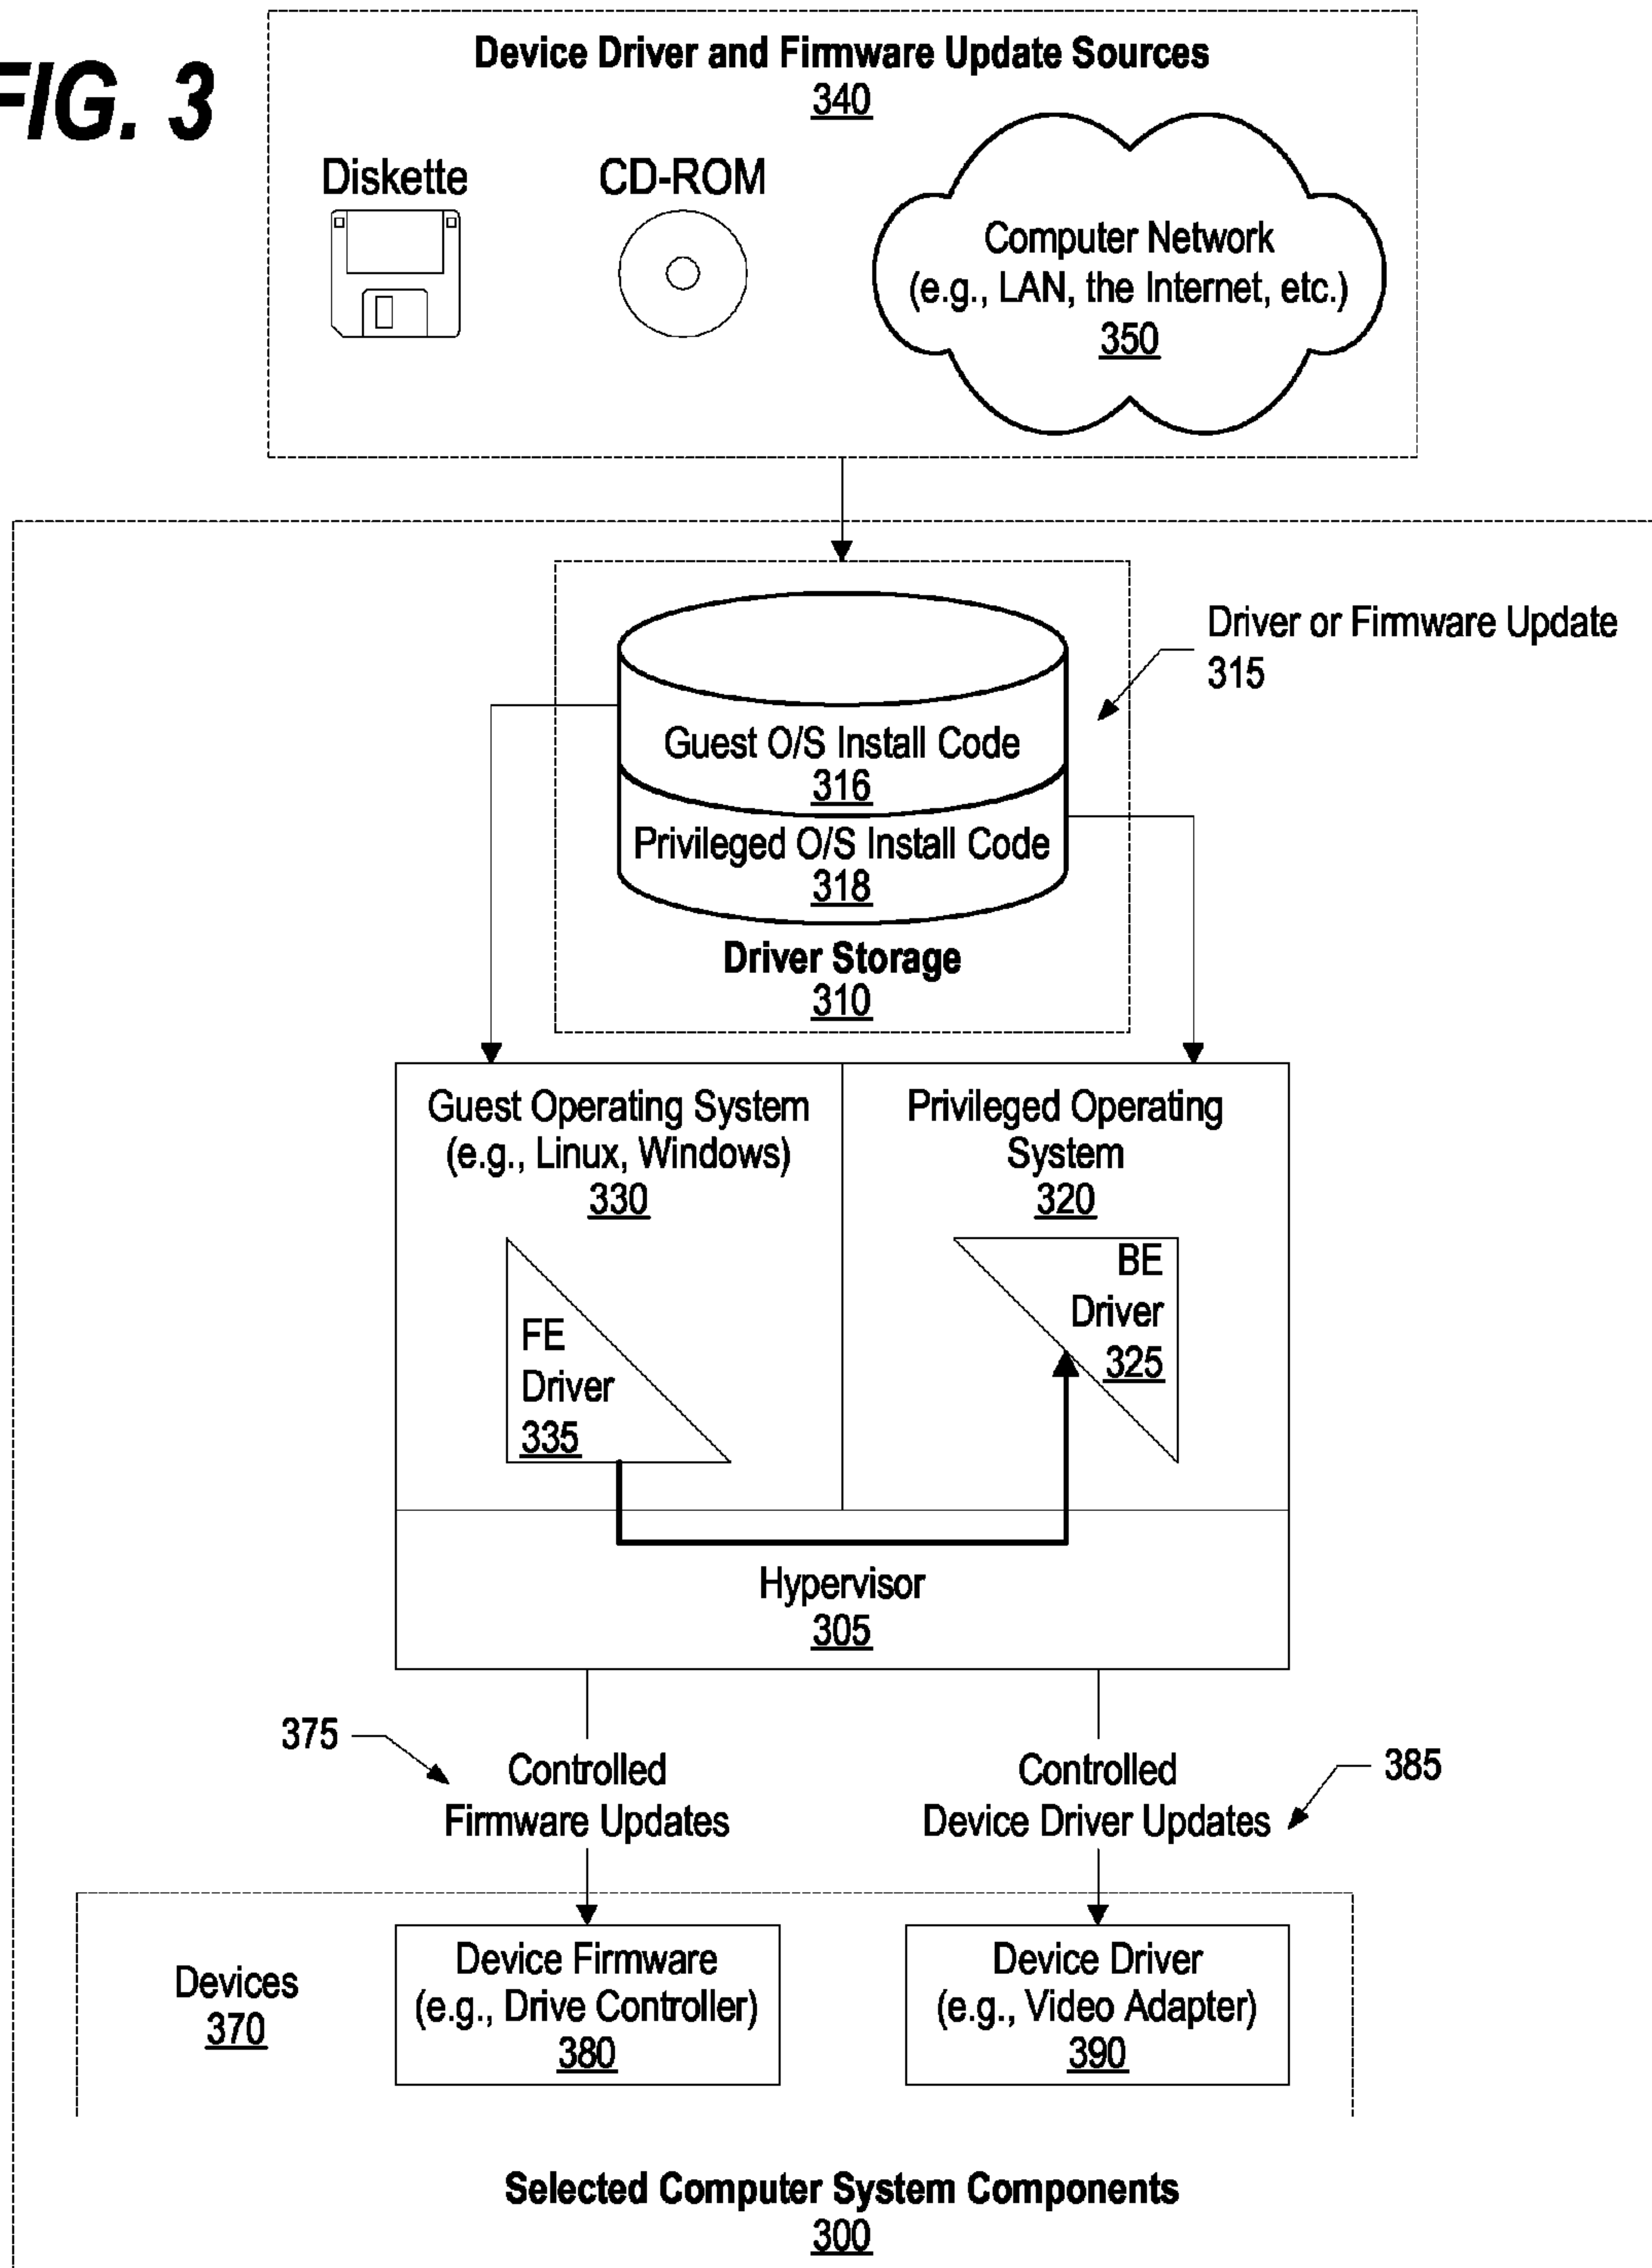 FIG. 3
Device Driver and Firmware Update Sources
340
Diskette
CD-ROM
Computer Network
(e.g., LAN, the Internet, etc.)
350
Driver or Firmware Update
315
Guest O/S Install Code
316
Privileged O/S Install Code
318
Driver Storage
310
Guest Operating System
(e.g., Linux, Windows)
330
Privileged Operating
System
320
FE
Driver
335
BE
Driver
325
Hypervisor
305
375
Controlled
Firmware Updates
Controlled
Device Driver Updates
385
Devices
370
Device Firmware
(e.g., Drive Controller)
380
Device Driver
(e.g., Video Adapter)
390
Selected Computer System Components
300